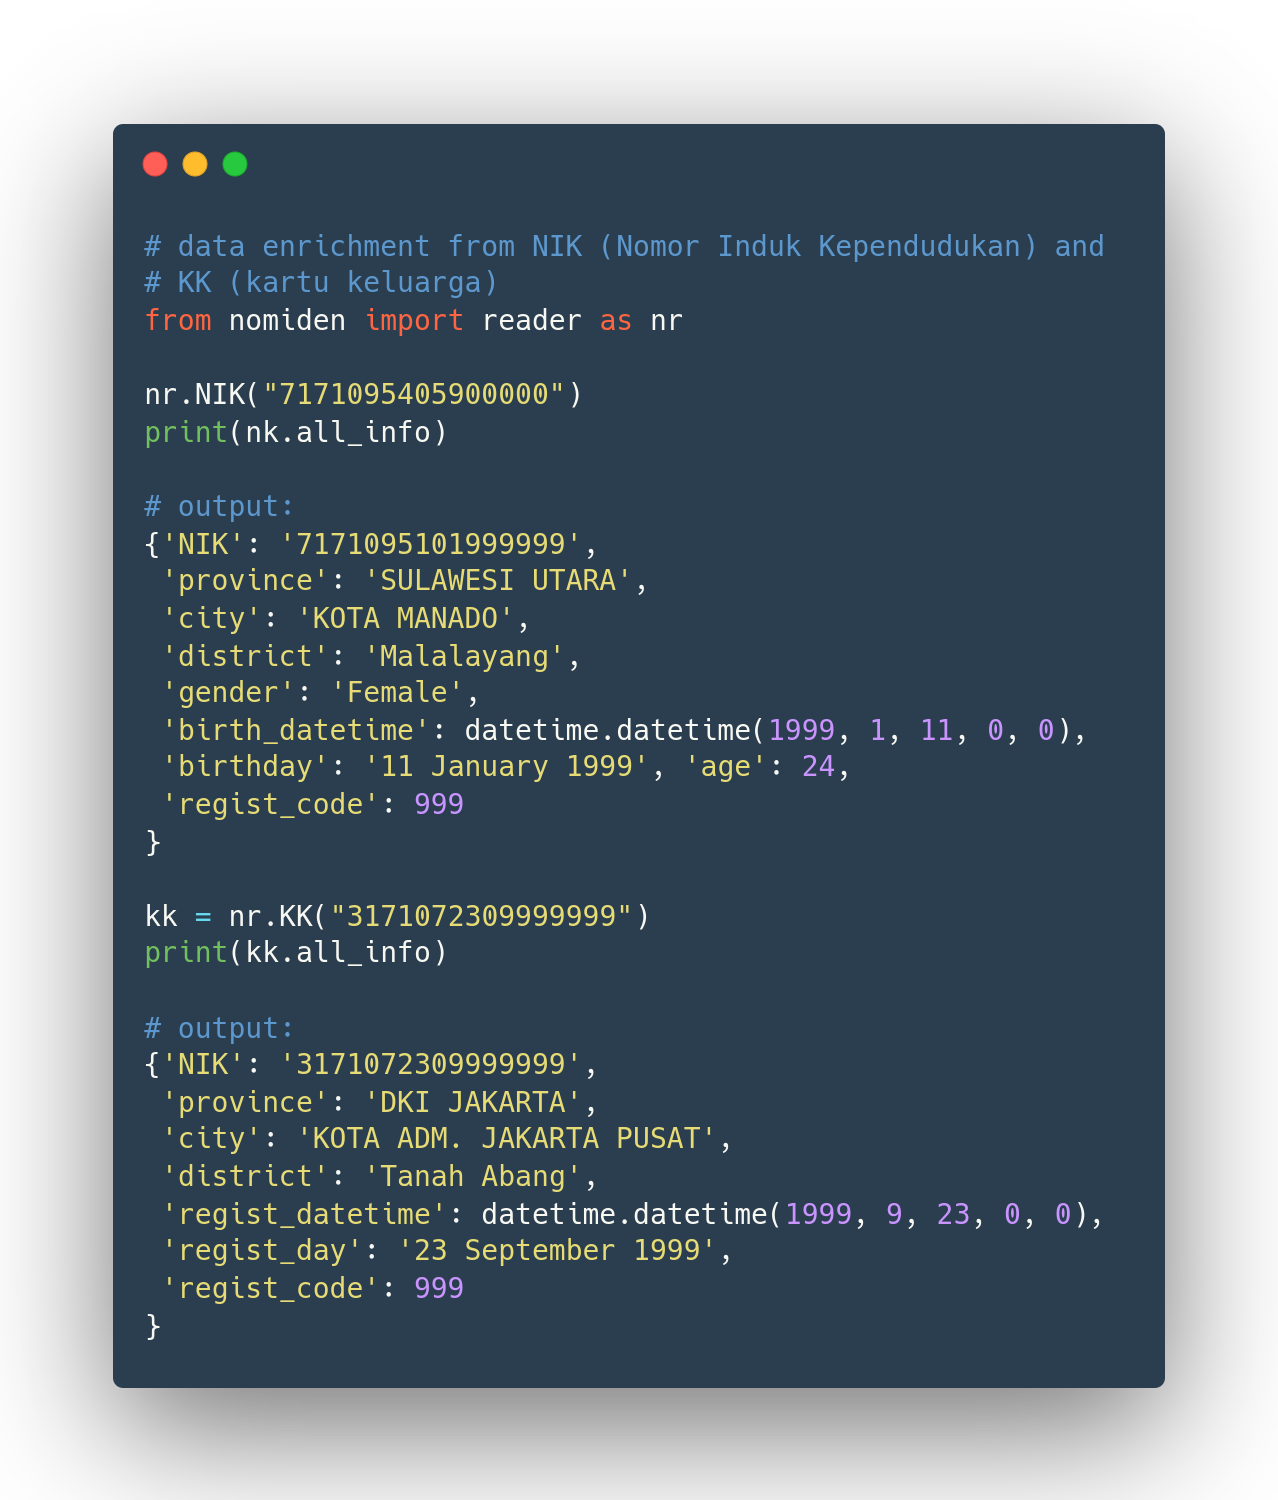 # data enrichment from NIK (Nomor Induk Kependudukan) and
# KK (kartu keluarga)
from nomiden import reader as nr
nr.NIK("7171095405900000")
print(nk.all_info)
# output:
{'NIK': '7171095101999999',
 'province': 'SULAWESI UTARA',
 'city': 'KOTA MANADO',
 'district': 'Malalayang',
 'gender': 'Female',
 'birth_datetime': datetime.datetime(1999, 1, 11, 0, 0),
 'birthday': '11 January 1999', 'age': 24,
 'regist_code': 999
}
kk = nr.KK("3171072309999999")
print(kk.all_info)
# output:
{'NIK': '3171072309999999',
 'province': 'DKI JAKARTA',
 'city': 'KOTA ADM. JAKARTA PUSAT',
 'district': 'Tanah Abang',
 'regist_datetime': datetime.datetime(1999, 9, 23, 0, 0),
 'regist_day': '23 September 1999',
 'regist_code': 999
}